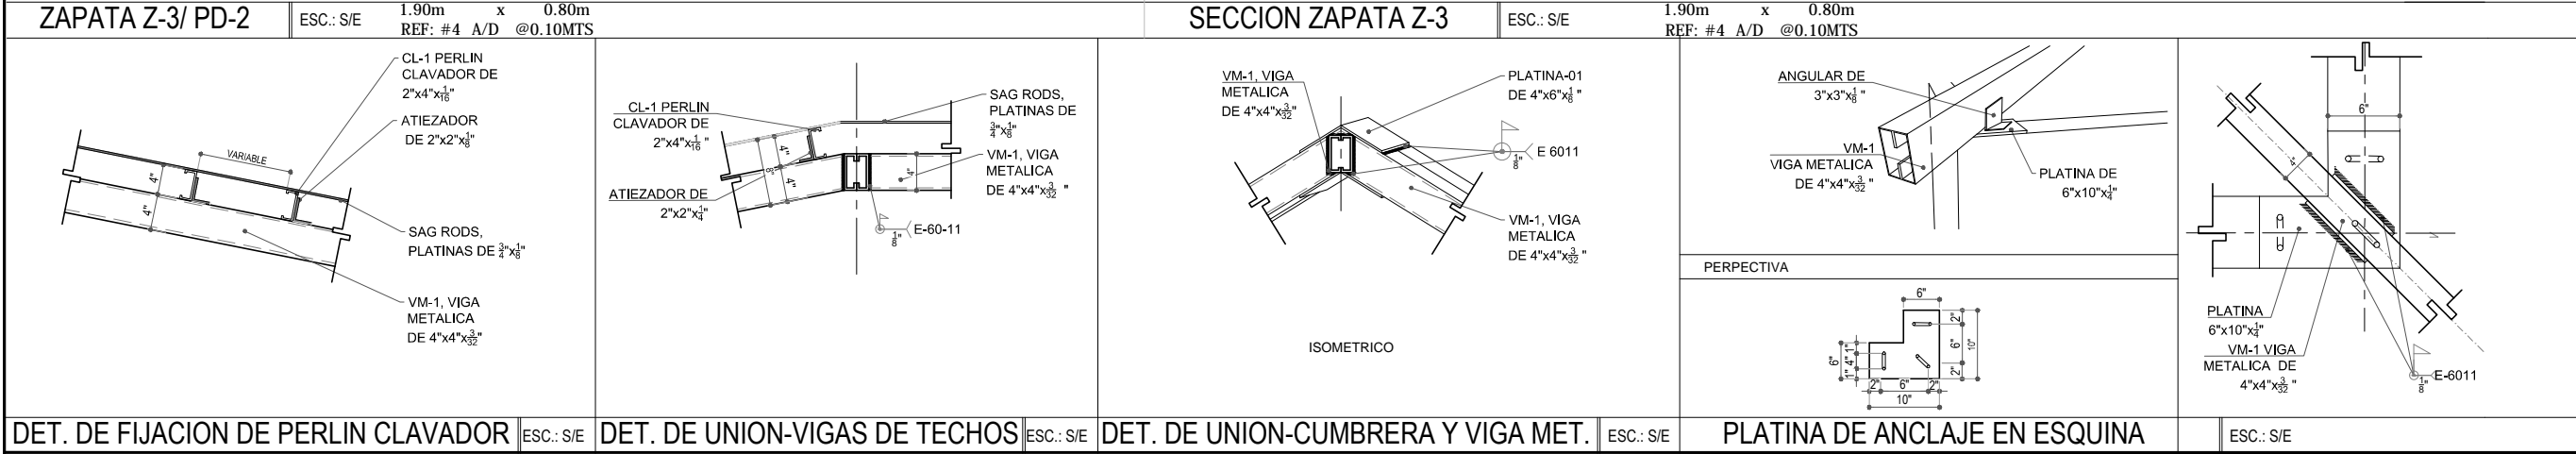 ZAPATA Z-3/ PD-2
ESC.: S/E
1.90m x 0.80m
REF: #4 A/D @0.10MTS
SECCION ZAPATA Z-3
ESC.: S/E
1.90m x 0.80m
REF: #4 A/D @0.10MTS
CL-1 PERLIN
CLAVADOR DE
2"x4"x1/16"
ATIEZADOR
DE 2"x2"x1/8"
VARIABLE
4"
4"
SAG RODS,
PLATINAS DE 3/4"x1/8"
VM-1, VIGA
METALICA
DE 4"x4"x3/32"
DET. DE FIJACION DE PERLIN CLAVADOR
ESC.: S/E
CL-1 PERLIN
CLAVADOR DE
2"x4"x1/16"
SAG RODS,
PLATINAS DE
3/4"x1/8"
4"
8"
4"
4"
VM-1, VIGA
METALICA
DE 4"x4"x3/32 "
ATIEZADOR DE
2"x2"x1/4"
1/8"
E-60-11
DET. DE UNION-VIGAS DE TECHOS
ESC.: S/E
VM-1, VIGA
METALICA
DE 4"x4"x3/32"
PLATINA-01
DE 4"x6"x1/8 "
1/8"
E 6011
VM-1, VIGA
METALICA
DE 4"x4"x3/32 "
ISOMETRICO
DET. DE UNION-CUMBRERA Y VIGA MET.
ESC.: S/E
ANGULAR DE
3"x3"x1/8"
VM-1
VIGA METALICA
DE 4"x4"x3/32 "
PLATINA DE
6"x10"x1/4"
PERPECTIVA
6"
2"
6"
10"
2"
6"
1"
4"
1"
2"
6"
2"
10"
PLATINA DE ANCLAJE EN ESQUINA
6"
4"
PLATINA
6"x10"x1/4"
VM-1 VIGA
METALICA DE
4"x4"x3/32 "
1/8"
E-6011
ESC.: S/E